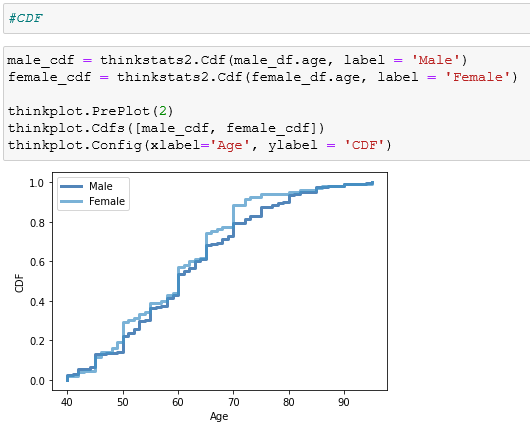 #CDF
male_cdf = thinkstats2.Cdf(male_df.age, label = 'Male')
female_cdf = thinkstats2.Cdf(female_df.age, label = 'Female')
thinkplot.PrePlot(2)
thinkplot.Cdfs([male_cdf, female_cdf])
thinkplot.Config(xlabel='Age', ylabel = 'CDF')
Male
Female
1.0
0.8
0.6
0.4
0.2
0.0
CDF
40 50 60 70 80 90
Age